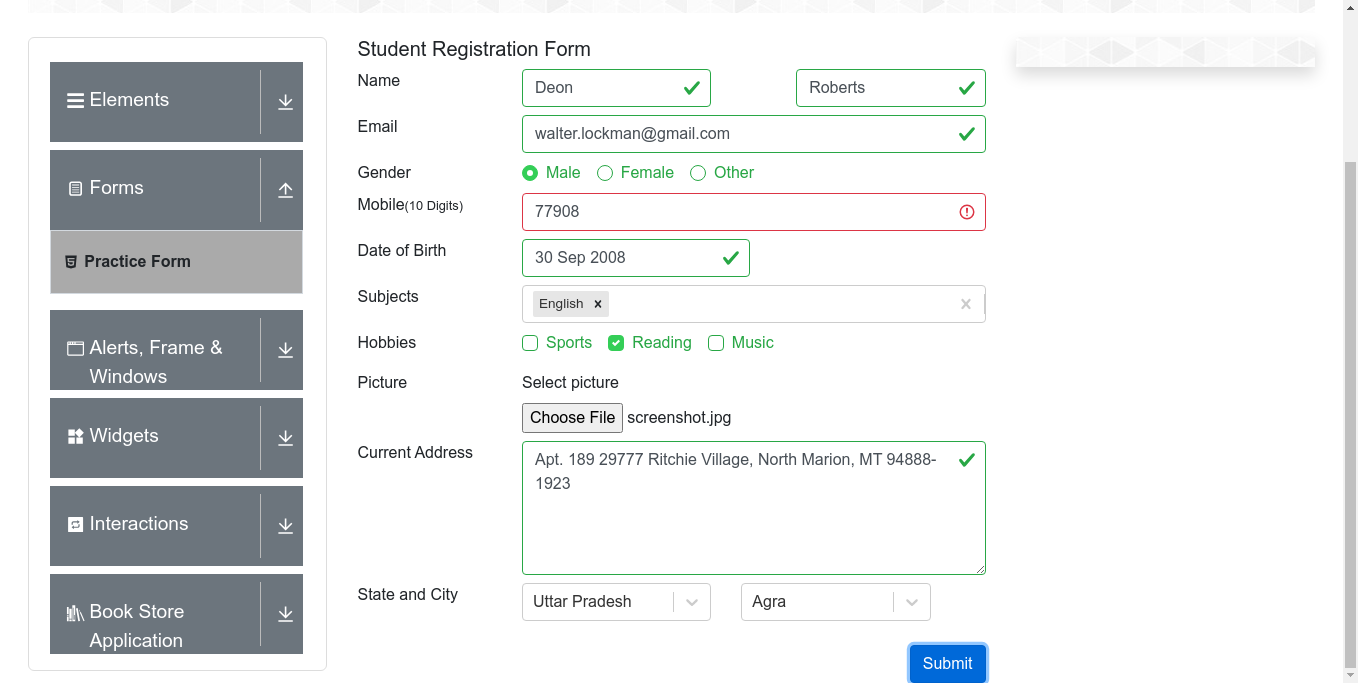 Elements
Forms
Practice Form
Alerts, Frame &
Windows
Widgets
Interactions
Book Store
Application
Student Registration Form
Name
Deon
Roberts
Email
walter.lockman@gmail.com
Gender
Male
Female
Other
Mobile(10 Digits)
77908
Date of Birth
30 Sep 2008
Subjects
English
Hobbies
Sports
Reading
Music
Picture
Select picture
Choose File screenshot.jpg
Current Address
Apt. 189 29777 Ritchie Village, North Marion, MT 94888-
1923
State and City
Uttar Pradesh
Agra
Submit